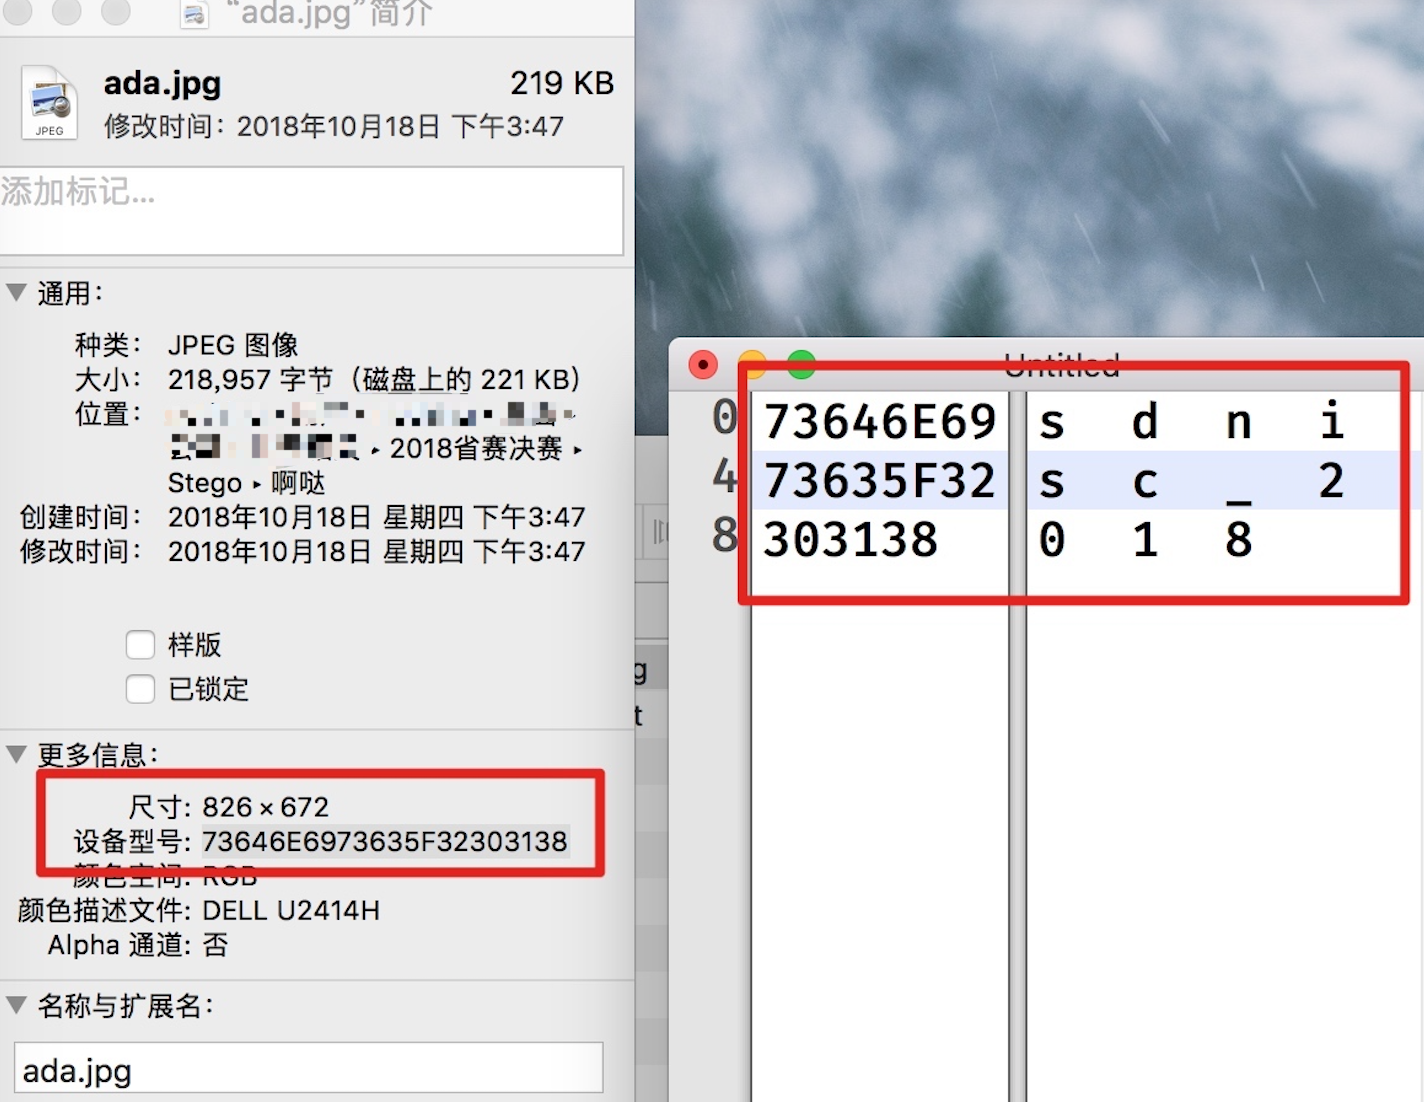 “ada.jpg”简介
ada.jpg 219 KB
JPEG
修改时间：2018年10月18日 下午3:47
添加标记...
通用：
种类： JPEG 图像
大小： 218,957 字节（磁盘上的 221 KB）
位置：
▸ 2018省赛决赛 ▸
Stego ▸ 啊哒
创建时间： 2018年10月18日 星期四 下午3:47
修改时间： 2018年10月18日 星期四 下午3:47
样版
已锁定
更多信息：
尺寸: 826 × 672
设备型号: 73646E6973635F32303138
颜色空间: RGB
颜色描述文件: DELL U2414H
Alpha 通道: 否
名称与扩展名：
ada.jpg
g
t
Untitled
0 73646E69 s d n i
4 73635F32 s c _ 2
8 303138 0 1 8